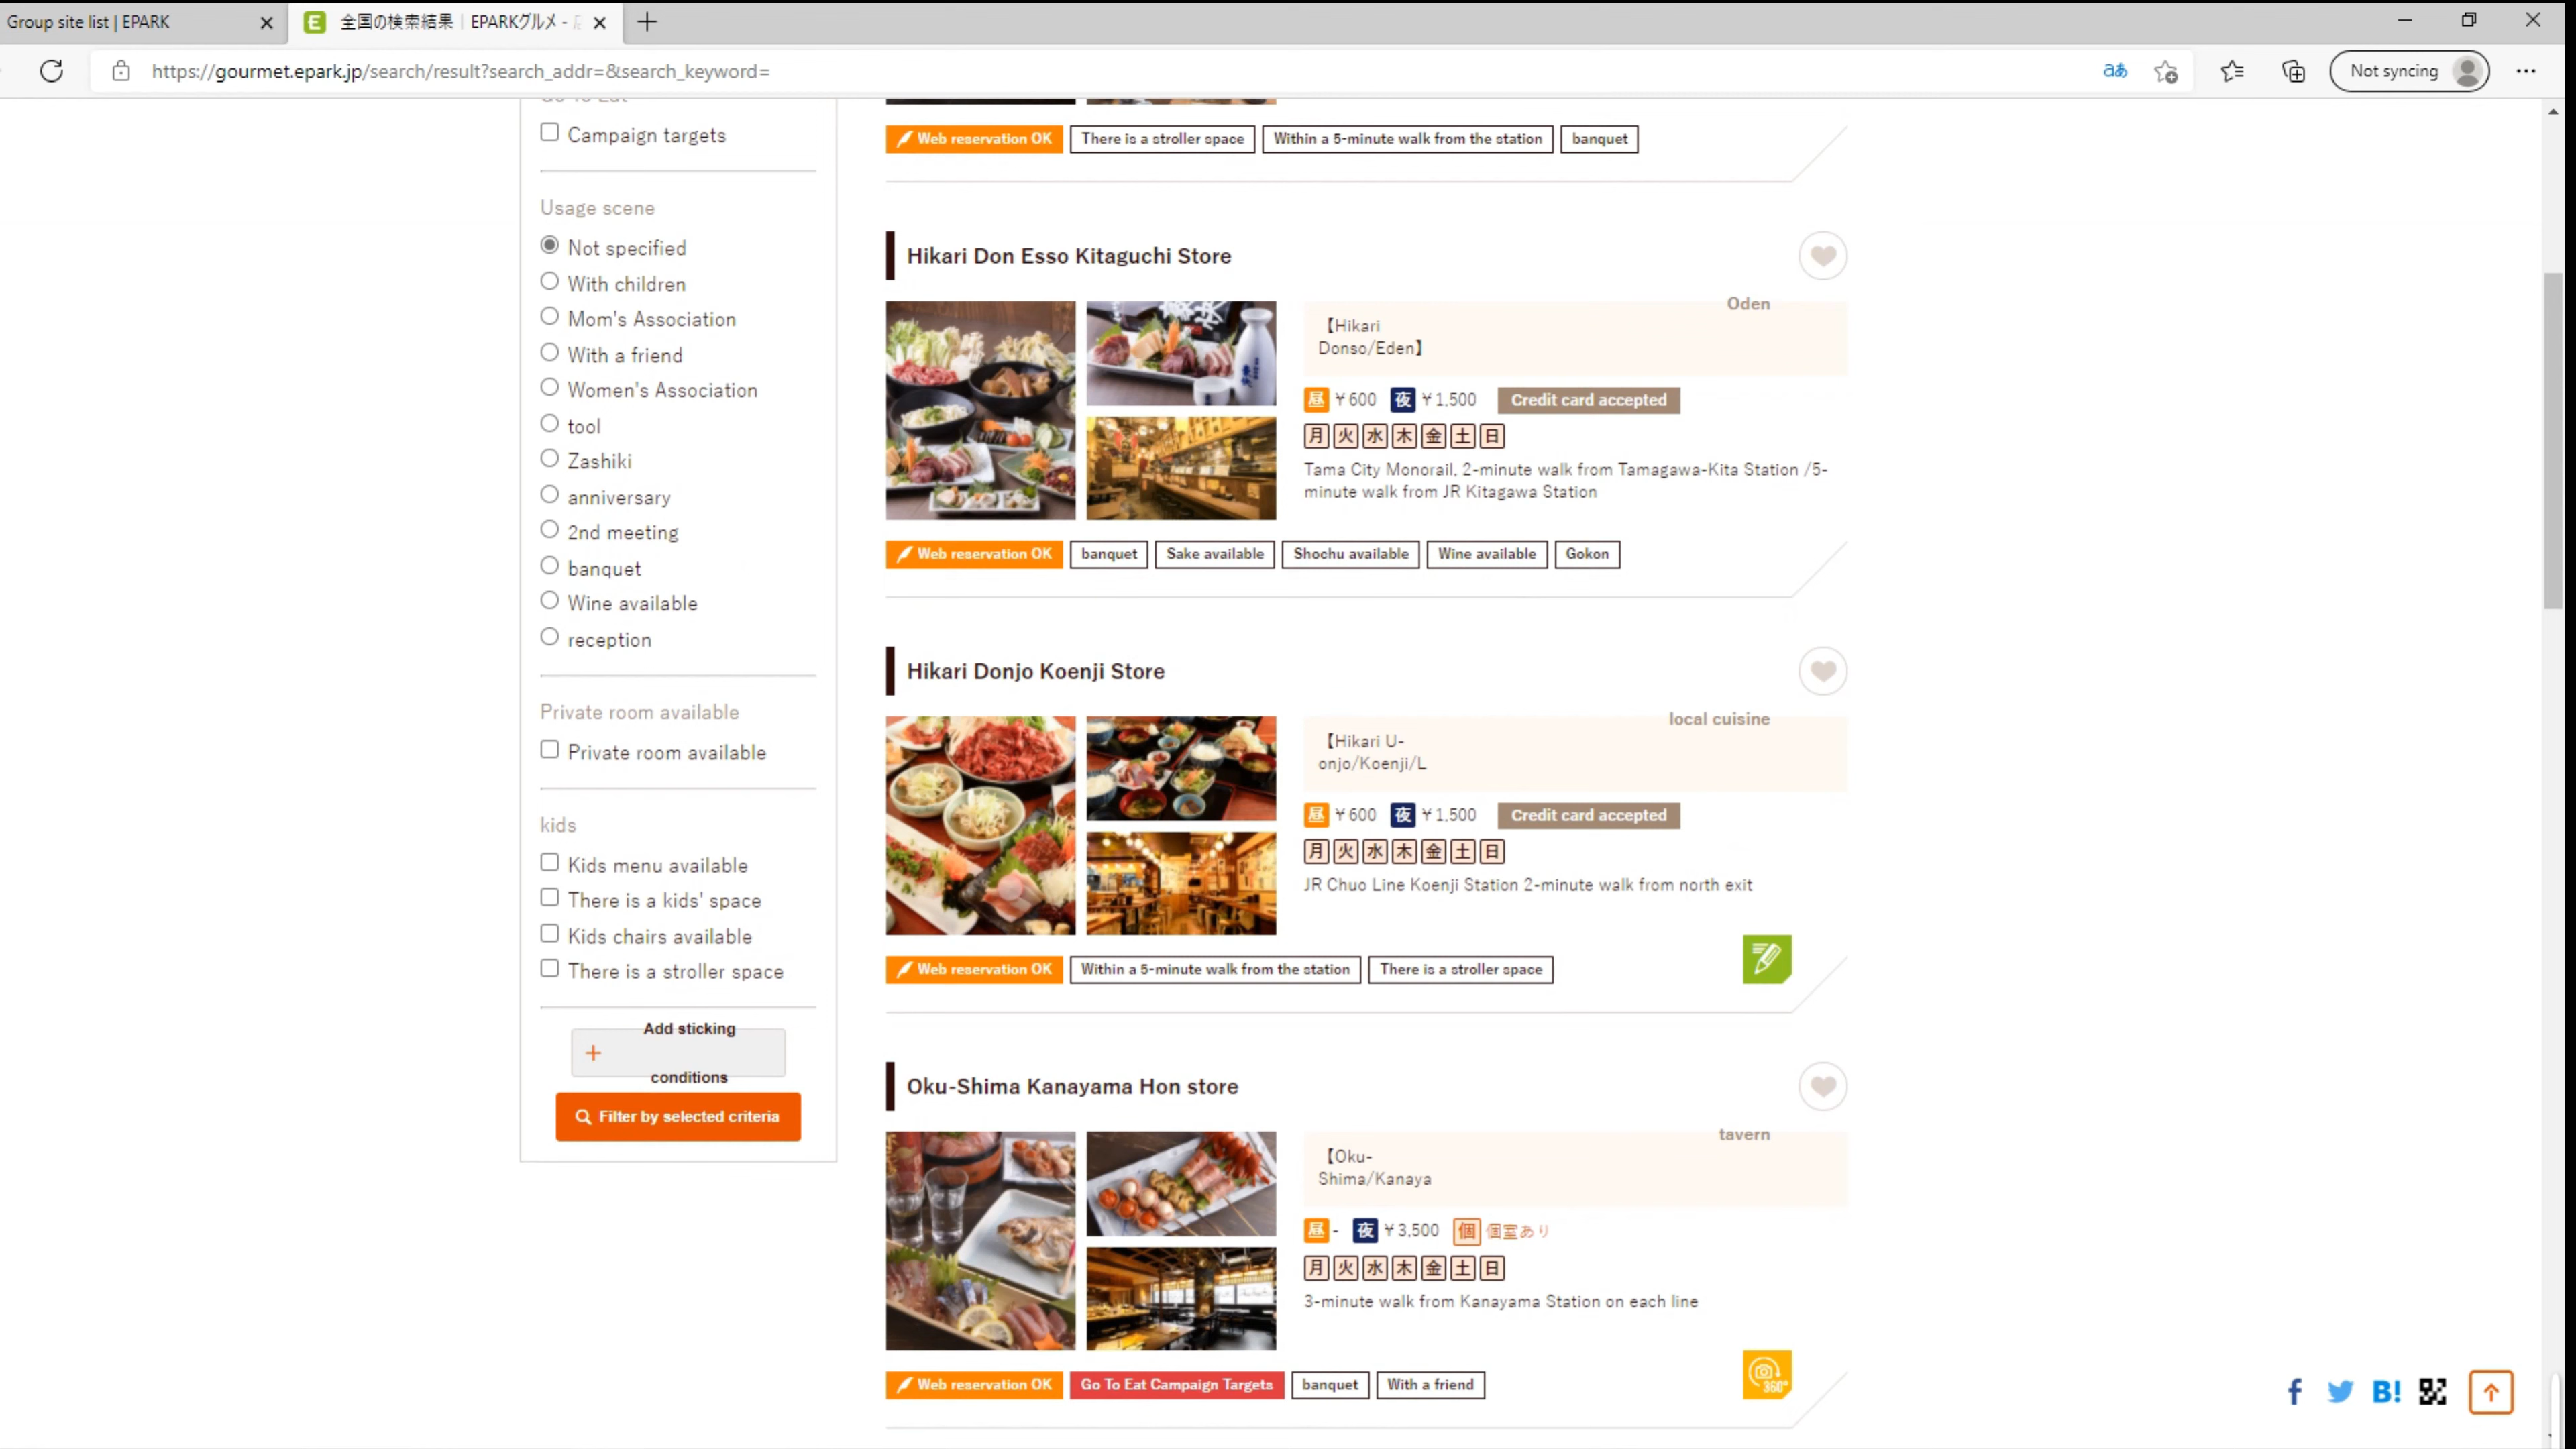 Group site list | EPARK
全国の検索結果｜EPARKグルメ -
https://gourmet.epark.jp/search/result?search_addr=&search_keyword=
aあ
Not syncing
Campaign targets
Usage scene
Not specified
With children
Mom's Association
With a friend
Women's Association
tool
Zashiki
anniversary
2nd meeting
banquet
Wine available
reception
Private room available
Private room available
kids
Kids menu available
There is a kids' space
Kids chairs available
There is a stroller space
Add sticking
conditions
Filter by selected criteria
Web reservation OK There is a stroller space Within a 5-minute walk from the station banquet
Hikari Don Esso Kitaguchi Store
Oden
【Hikari
Donso/Eden】
昼 ¥600 夜 ¥1,500 Credit card accepted
月 火 水 木 金 土 日
Tama City Monorail, 2-minute walk from Tamagawa-Kita Station /5-
minute walk from JR Kitagawa Station
Web reservation OK banquet Sake available Shochu available Wine available Gokon
Hikari Donjo Koenji Store
local cuisine
【Hikari U-
onjo/Koenji/L
昼 ¥600 夜 ¥1,500 Credit card accepted
月 火 水 木 金 土 日
JR Chuo Line Koenji Station 2-minute walk from north exit
Web reservation OK Within a 5-minute walk from the station There is a stroller space
Oku-Shima Kanayama Hon store
tavern
【Oku-
Shima/Kanaya
昼 - 夜 ¥3,500 個 個室あり
月 火 水 木 金 土 日
3-minute walk from Kanayama Station on each line
360°
Web reservation OK Go To Eat Campaign Targets banquet With a friend
B!